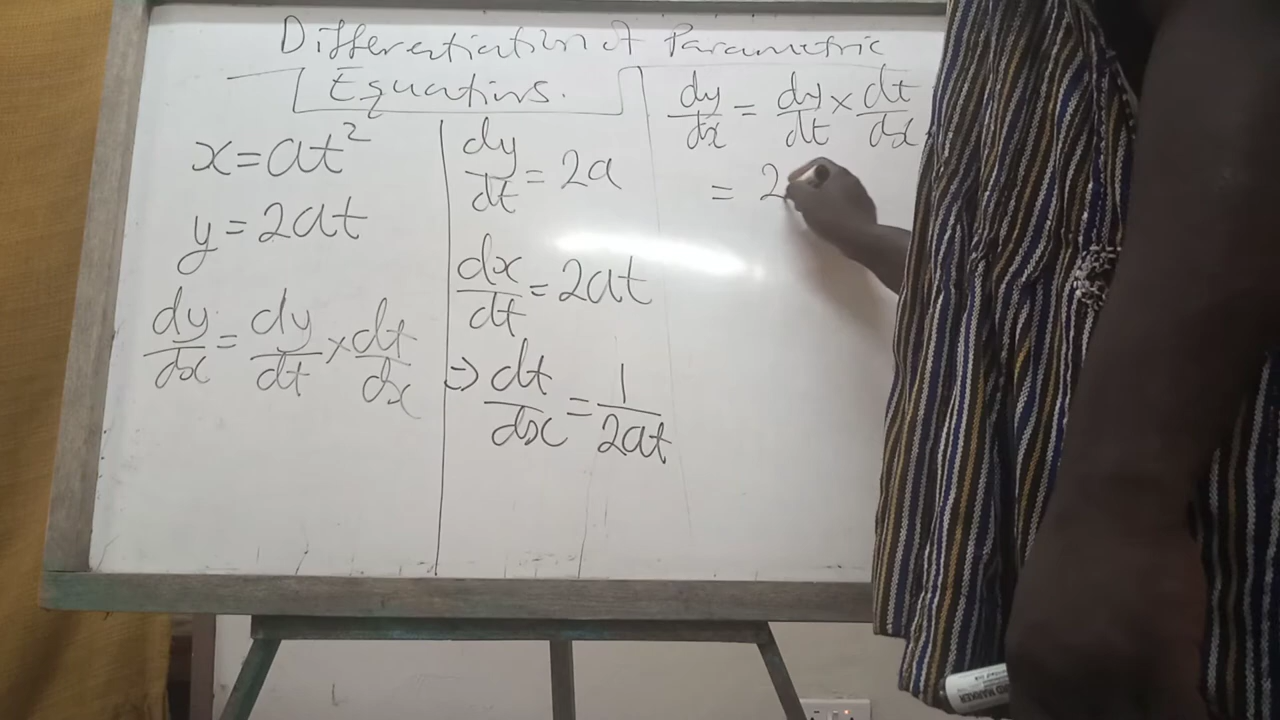 Differentiation of Parametric
Equations.
x = at²
y = 2at
dy/dx = dy/dt × dt/dx
dy/dt = 2a
dx/dt = 2at
⇒ dt/dx = 1/2at
dy/dx = dy/dt × dt/dx
= 2
MARKER